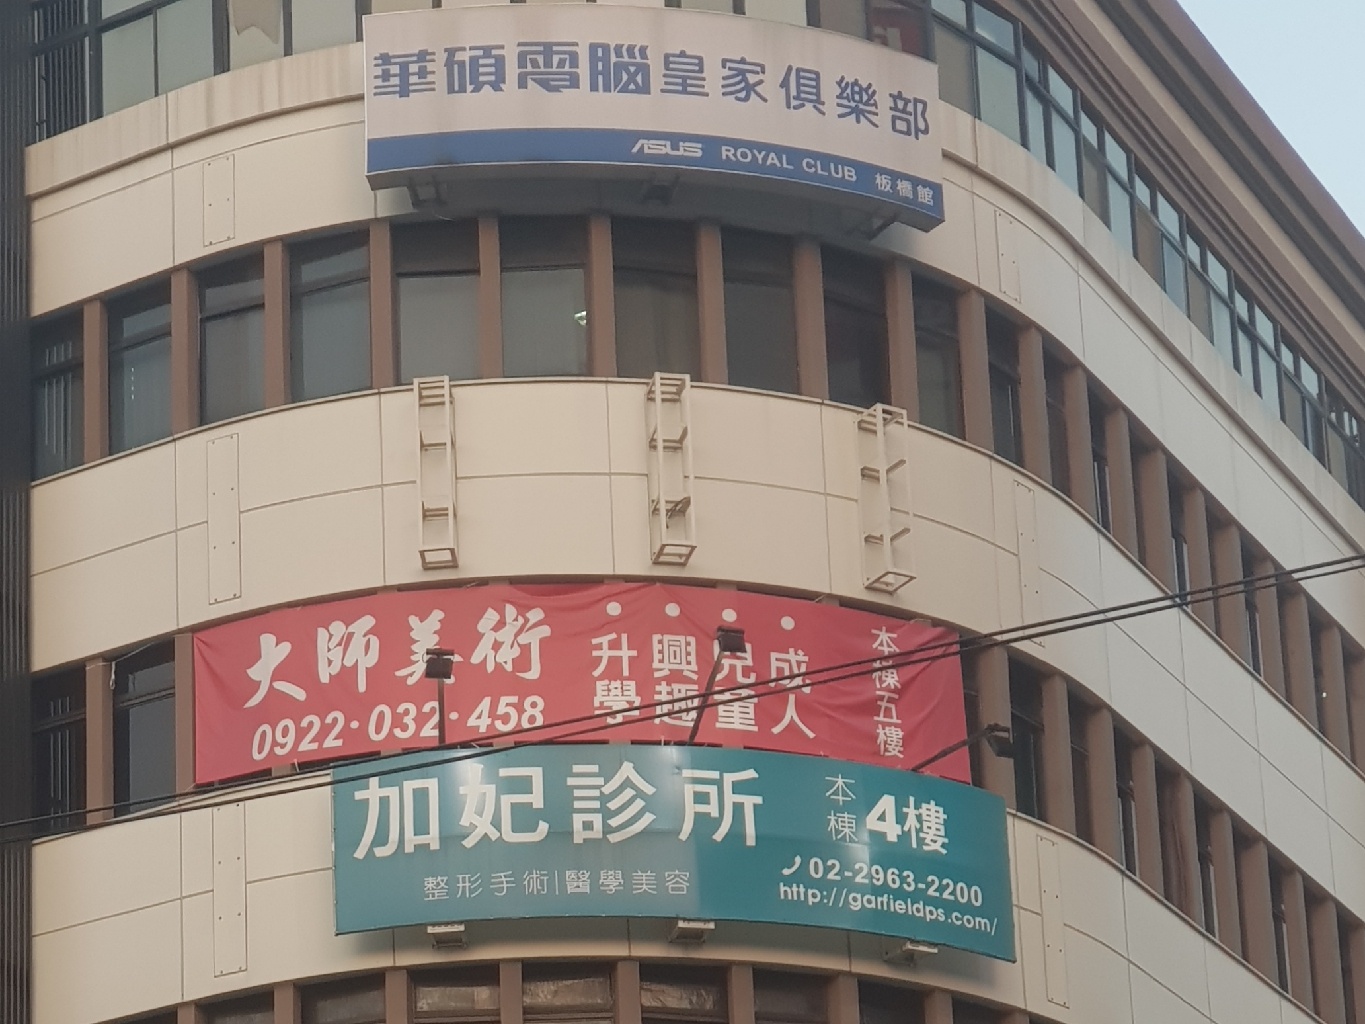 華碩電腦皇家俱樂部
ASUS ROYAL CLUB 板橋館
大師美術
0922·032·458
升學
興趣
兒童
成人
本棟五樓
加妃診所
本棟4樓
整形手術|醫學美容
02-2963-2200
http://garfieldps.com/